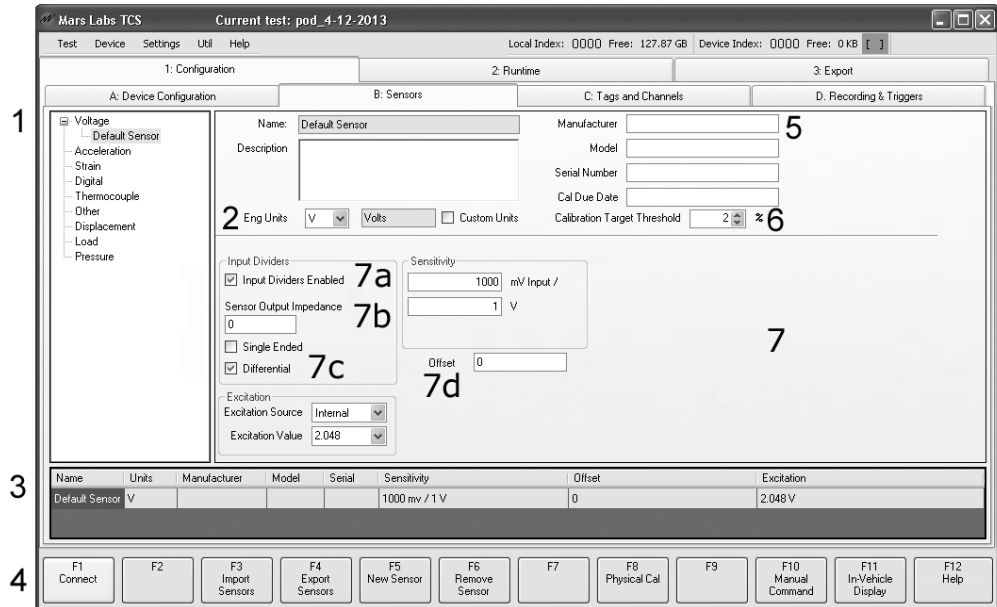 Mars Labs TCS Current test: pod_4-12-2013
Test Device Settings Util Help Local Index: 0000 Free: 127.87 GB Device Index: 0000 Free: 0 KB [ ]
1: Configuration 2: Runtime 3: Export
A: Device Configuration B: Sensors C: Tags and Channels D. Recording & Triggers
1
Voltage
Default Sensor
Acceleration
Strain
Digital
Thermocouple
Other
Displacement
Load
Pressure
Name: Default Sensor
Description
2 Eng Units V Volts Custom Units
Manufacturer 5
Model
Serial Number
Cal Due Date
Calibration Target Threshold 2 % 6
Input Dividers
Input Dividers Enabled 7a
Sensor Output Impedance 7b
0
Single Ended
Differential 7c
Sensitivity
1000 mV Input /
1 V
Offset 0
7d
7
Excitation
Excitation Source Internal
Excitation Value 2.048
3
Name Units Manufacturer Model Serial Sensitivity Offset Excitation
Default Sensor V 1000 mv / 1 V 0 2.048 V
4
F1 Connect
F2
F3 Import Sensors
F4 Export Sensors
F5 New Sensor
F6 Remove Sensor
F7
F8 Physical Cal
F9
F10 Manual Command
F11 In-Vehicle Display
F12 Help